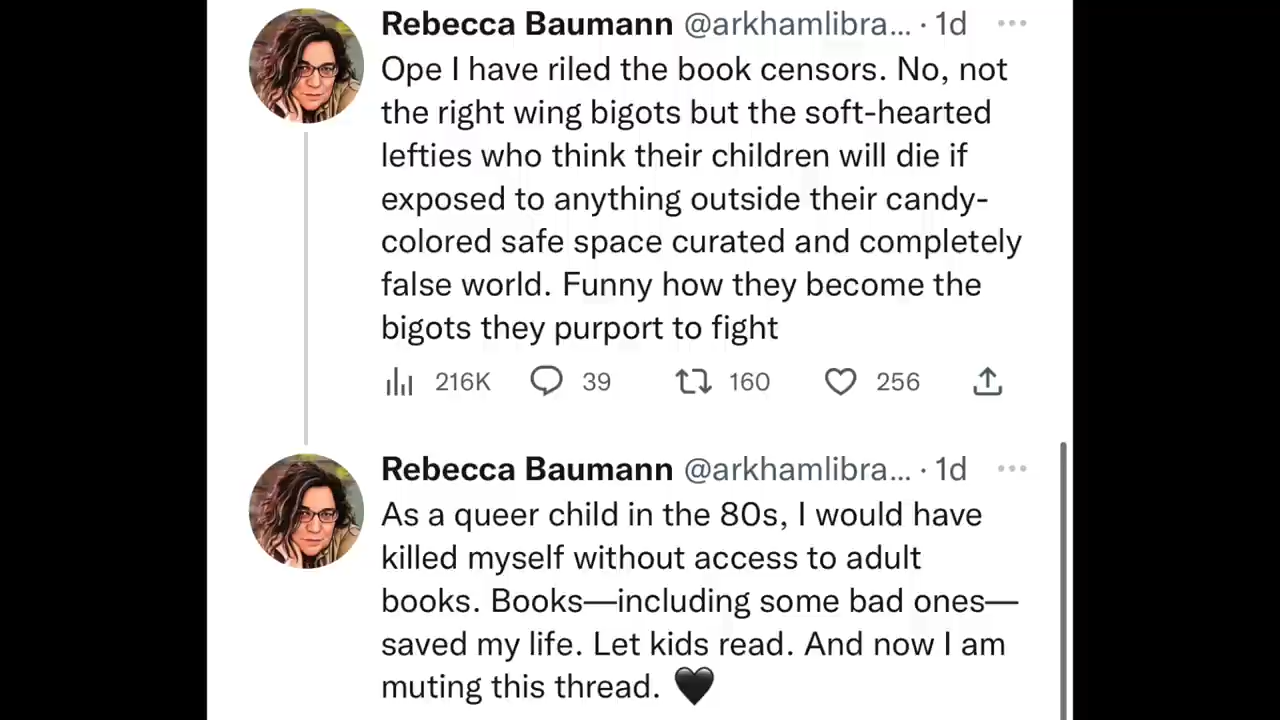 Rebecca Baumann @arkhamlibra... · 1d ...
Ope I have riled the book censors. No, not
the right wing bigots but the soft-hearted
lefties who think their children will die if
exposed to anything outside their candy-
colored safe space curated and completely
false world. Funny how they become the
bigots they purport to fight
216K 39 160 256
Rebecca Baumann @arkhamlibra... · 1d ...
As a queer child in the 80s, I would have
killed myself without access to adult
books. Books—including some bad ones—
saved my life. Let kids read. And now I am
muting this thread. 🖤